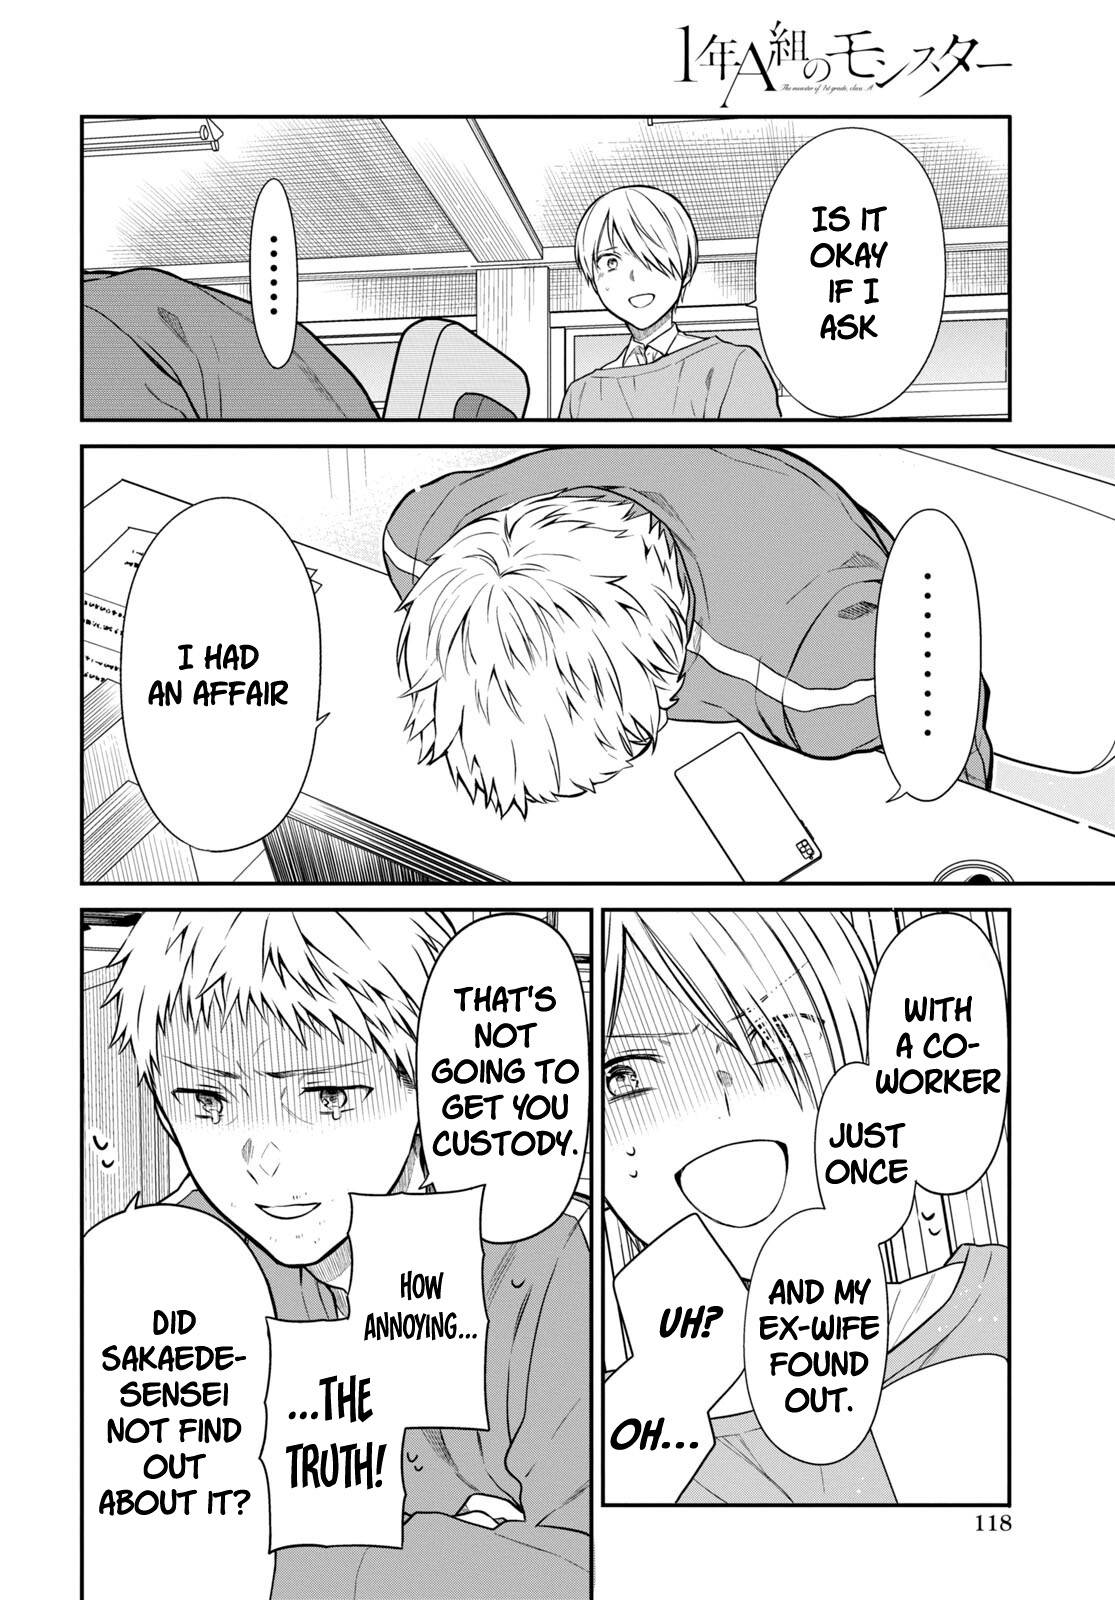 1年A組のモンスター
The monster of 1st grade, class A
IS IT
OKAY
IF I
ASK
......
.........
I HAD
AN AFFAIR
WITH
A CO-
WORKER
JUST
ONCE
AND MY
EX-WIFE
FOUND
OUT.
UH?
OH...
THAT'S
NOT
GOING TO
GET YOU
CUSTODY.
HOW
ANNOYING...
...THE
TRUTH!
DID
SAKAEDE-
SENSEI
NOT FIND
OUT
ABOUT IT?
118